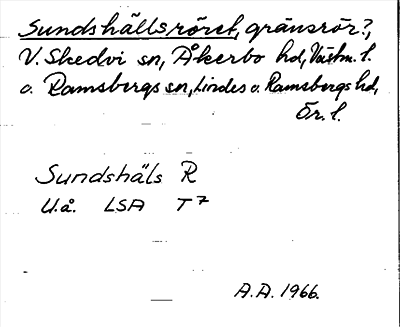 Sundshällsröret, gränsrör?,
V. Skedvi sn, Åkerbo hd, Västm. l.
o. Ramsbergs sn, Lindes o. Ramsbergs hd,
Ör. l.
Sundshäls R
U.å. LSA T7
A.A. 1966.